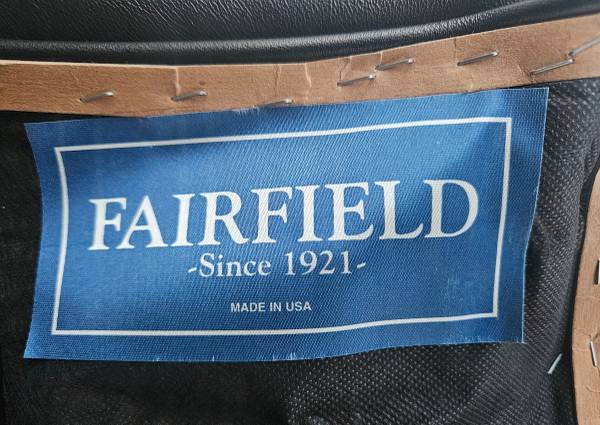 FAIRFIELD
-Since 1921-
MADE IN USA